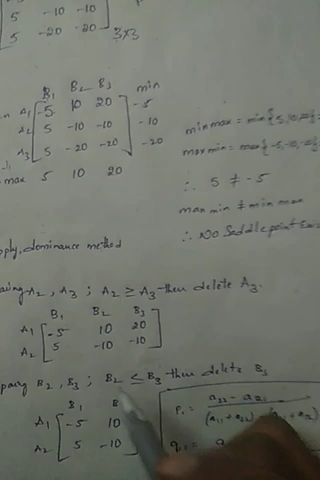 5 -10 -10
5 -20 -20
3x3
B1 B2 B3 min
A1 -5 10 20 -5
A2 5 -10 -10 -10
A3 5 -20 -20 -20
max 5 10 20
min max = min{5,10,20} =
max min = max{-5,-10,-20} =
∴ 5 ≠ -5
max min ≠ min max
∴ No Saddle point
dominance method
A2, A3 ; A2 ≥ A3 then delete A3.
B1 B2 B3
A1 -5 10 20
A2 5 -10 -10
B2, B3 ; B2 ≤ B3 then delete B3
B1 B
A1 -5 10
A2 5 -10
P1 = a22 - a21
(a11 + a22) - (a21 + a12)
q1 = a